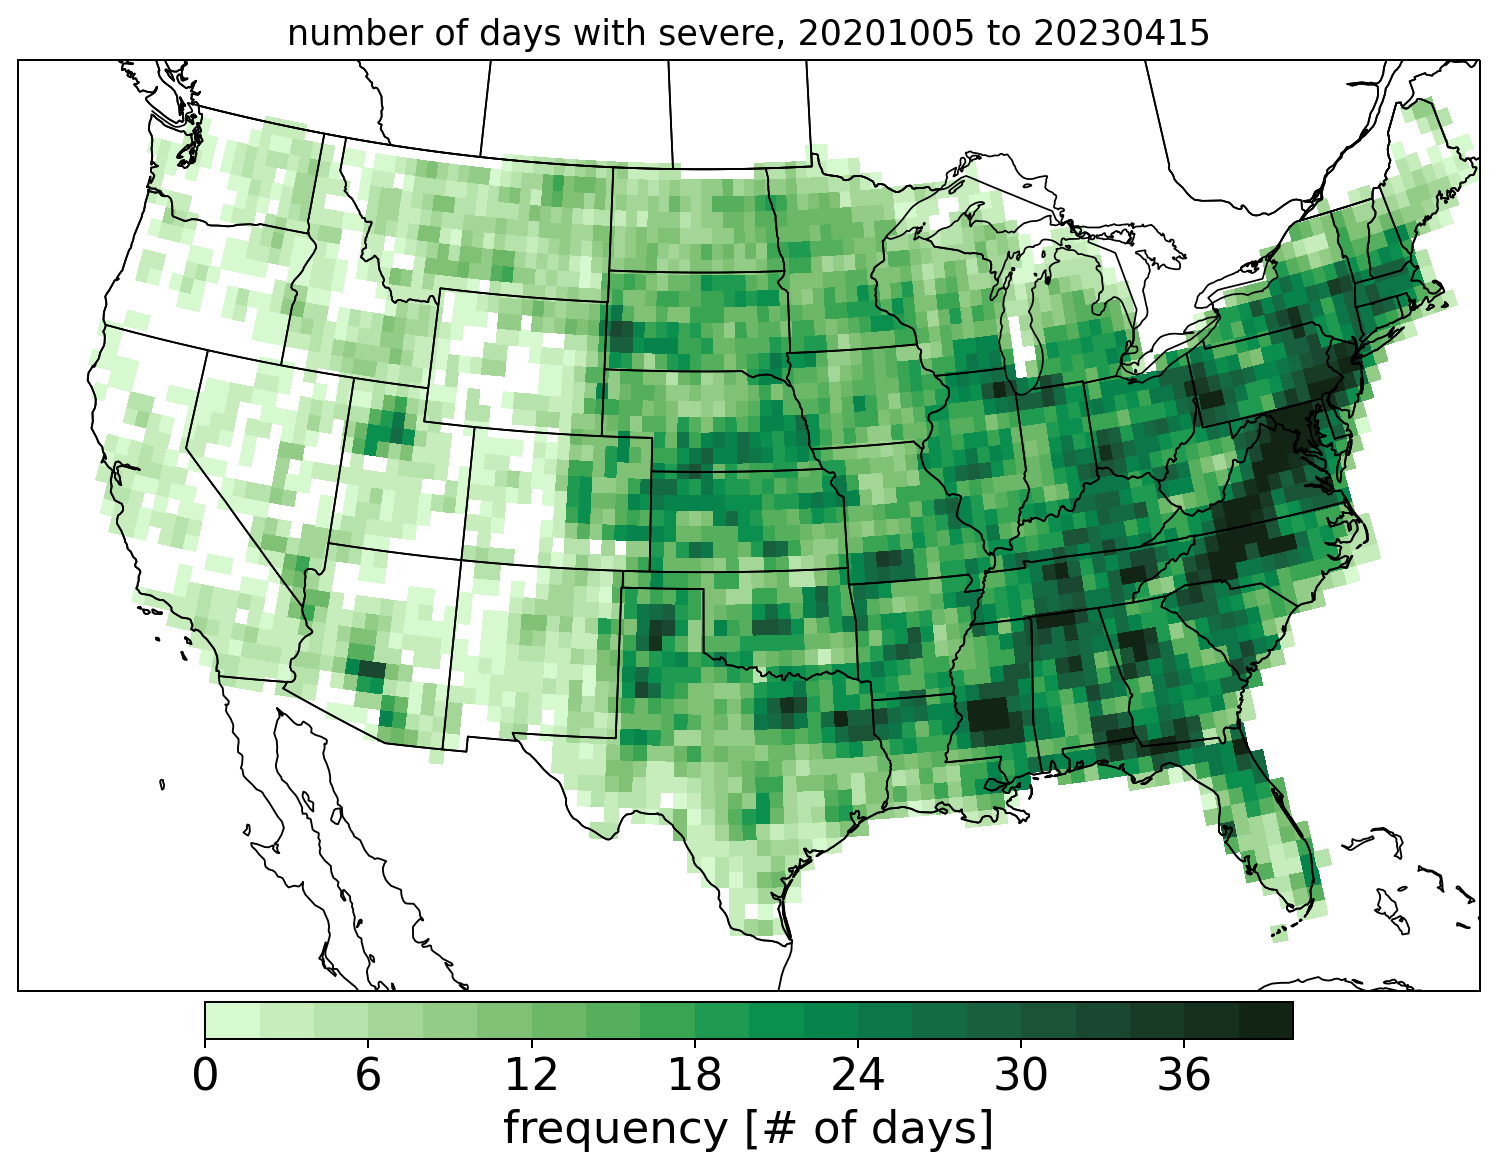 number of days with severe, 20201005 to 20230415
0 6 12 18 24 30 36
frequency [# of days]